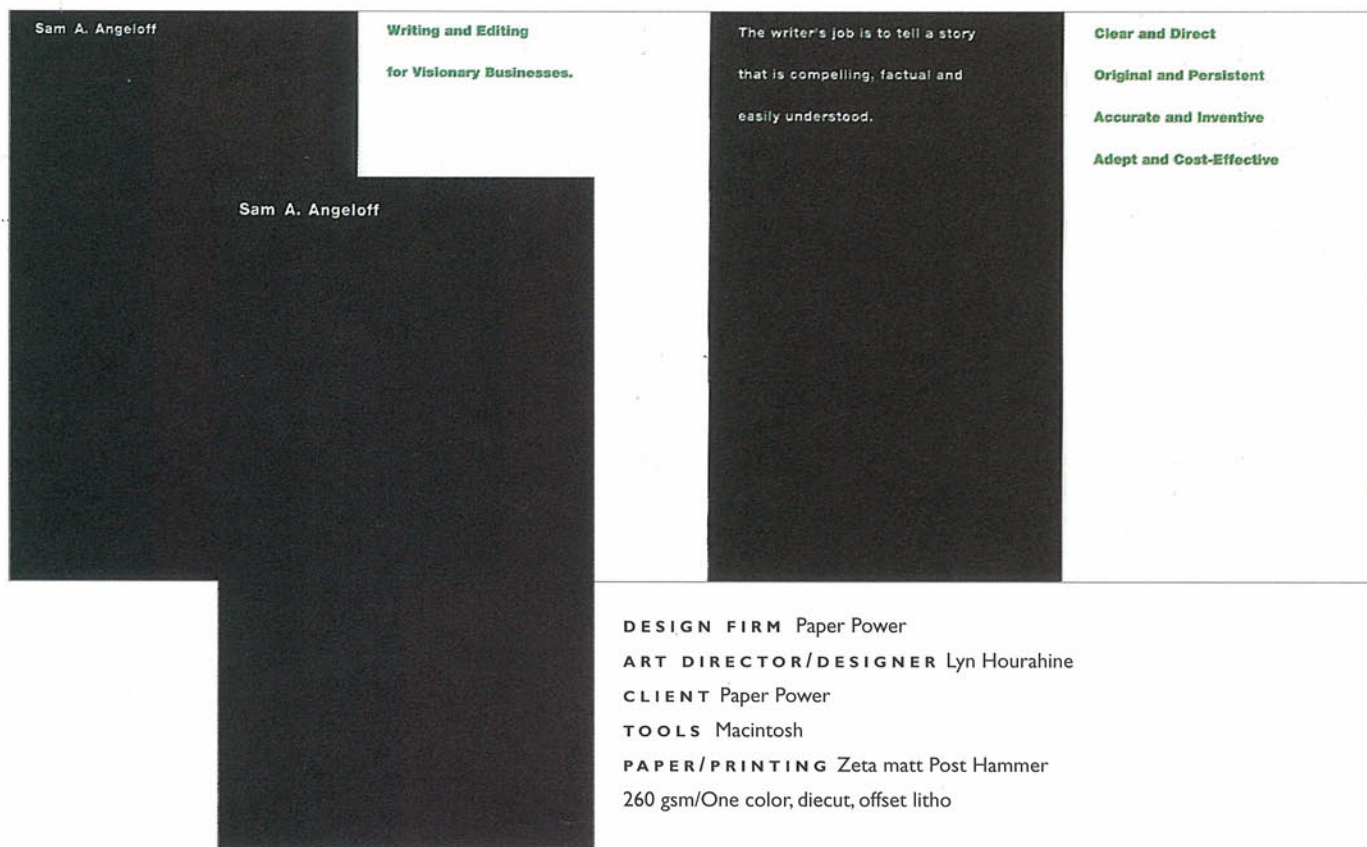 Sam A. Angeloff
Writing and Editing
for Visionary Businesses.
Sam A. Angeloff
The writer's job is to tell a story
that is compelling, factual and
easily understood.
Clear and Direct
Original and Persistent
Accurate and Inventive
Adept and Cost-Effective
DESIGN FIRM Paper Power
ART DIRECTOR/DESIGNER Lyn Hourahine
CLIENT Paper Power
TOOLS Macintosh
PAPER/PRINTING Zeta matt Post Hammer
260 gsm/One color, diecut, offset litho